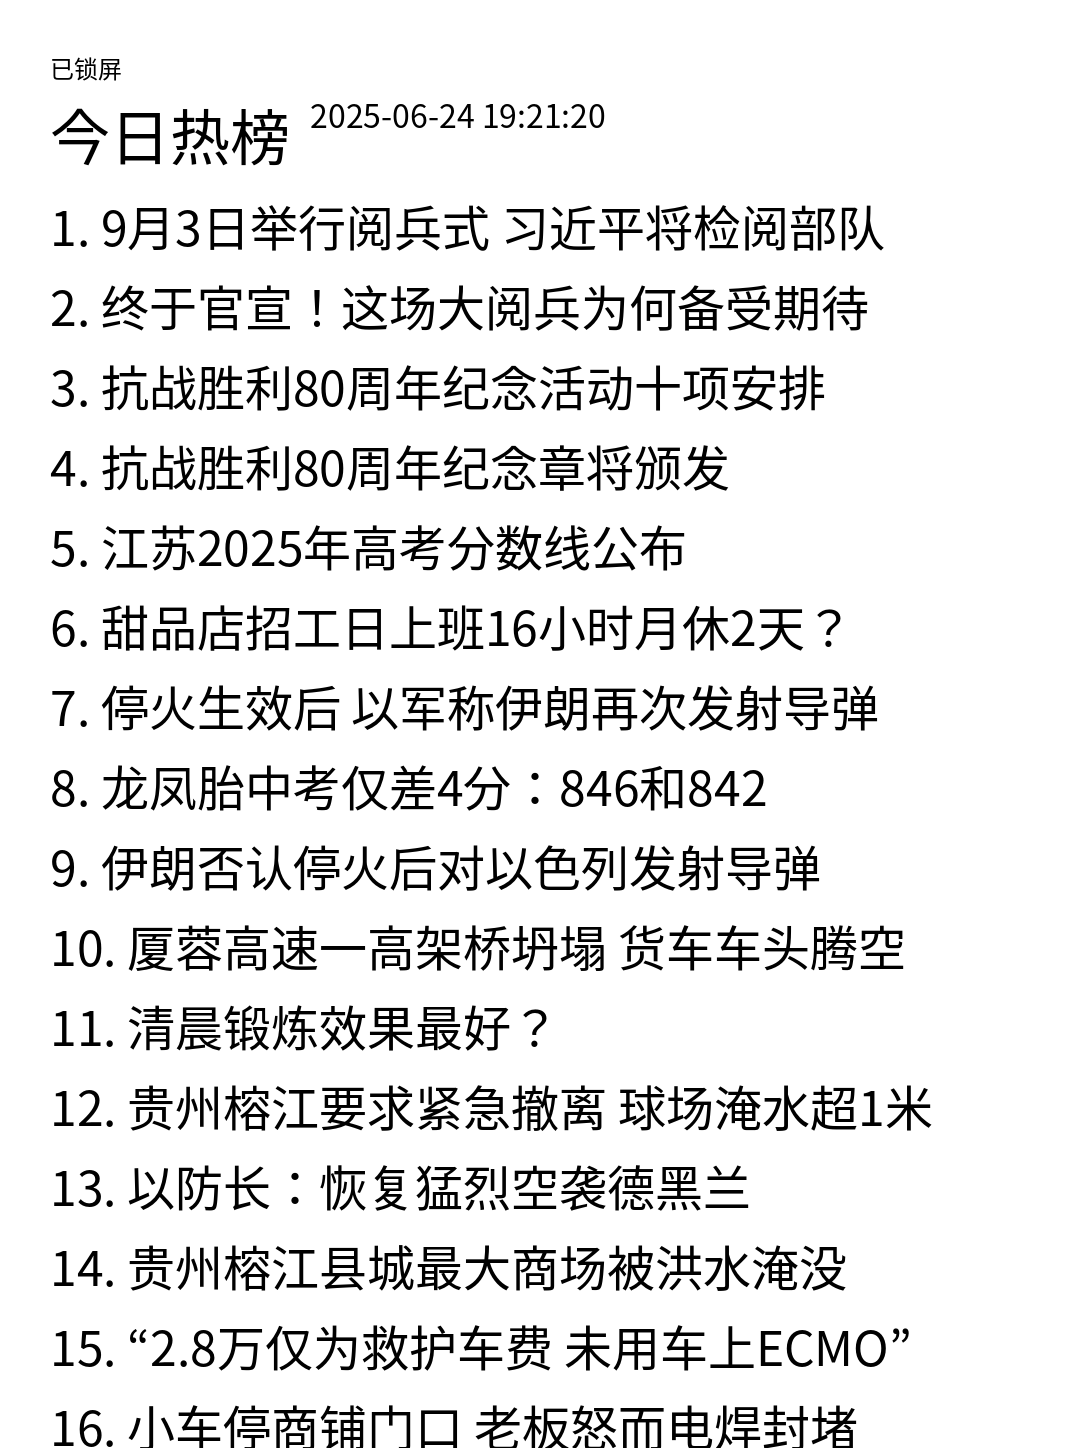 已锁屏
今日热榜 2025-06-24 19:21:20
1. 9月3日举行阅兵式 习近平将检阅部队
2. 终于官宣！这场大阅兵为何备受期待
3. 抗战胜利80周年纪念活动十项安排
4. 抗战胜利80周年纪念章将颁发
5. 江苏2025年高考分数线公布
6. 甜品店招工日上班16小时月休2天？
7. 停火生效后 以军称伊朗再次发射导弹
8. 龙凤胎中考仅差4分：846和842
9. 伊朗否认停火后对以色列发射导弹
10. 厦蓉高速一高架桥坍塌 货车车头腾空
11. 清晨锻炼效果最好？
12. 贵州榕江要求紧急撤离 球场淹水超1米
13. 以防长：恢复猛烈空袭德黑兰
14. 贵州榕江县城最大商场被洪水淹没
15. “2.8万仅为救护车费 未用车上ECMO”
16. 小车停商铺门口 老板怒而电焊封堵